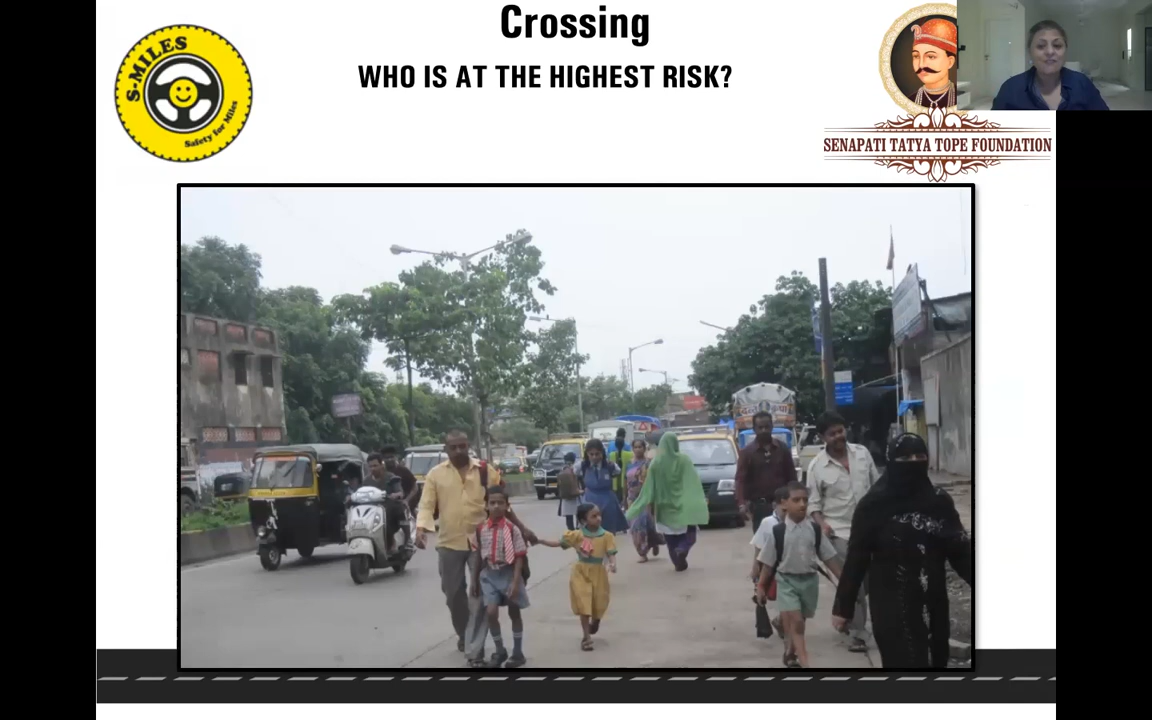 Crossing
WHO IS AT THE HIGHEST RISK?
S-MILES
Safety for Miles
SENAPATI TATYA TOPE FOUNDATION